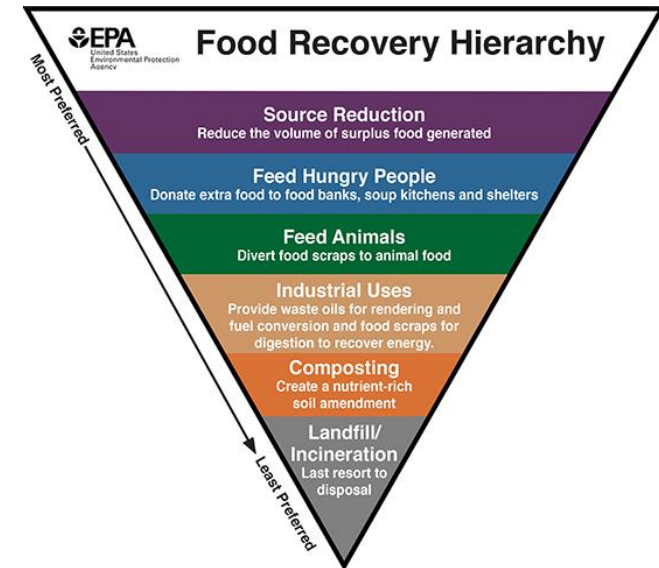 EPA
United States
Environmental Protection
Agency
Food Recovery Hierarchy
Most Preferred
Source Reduction
Reduce the volume of surplus food generated
Feed Hungry People
Donate extra food to food banks, soup kitchens and shelters
Feed Animals
Divert food scraps to animal food
Industrial Uses
Provide waste oils for rendering and
fuel conversion and food scraps for
digestion to recover energy.
Composting
Create a nutrient-rich
soil amendment
Landfill/
Incineration
Last resort to
disposal
Least Preferred